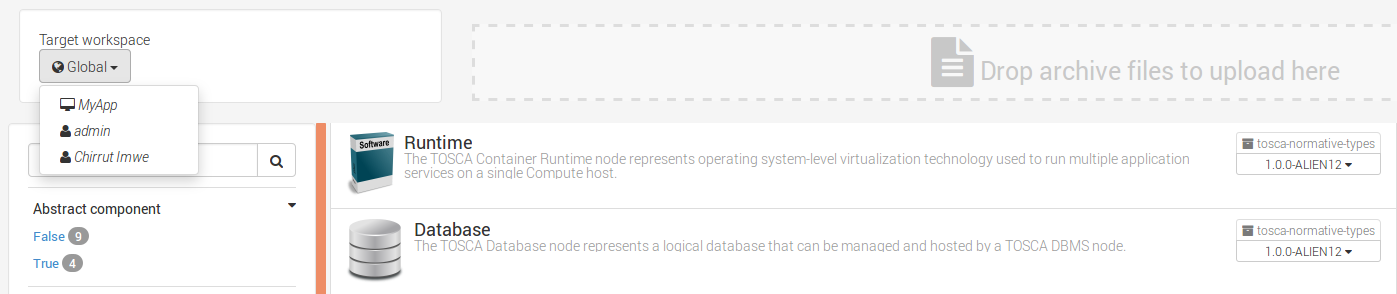 Target workspace
Global
MyApp
admin
Chirrut Imwe
Drop archive files to upload here
Abstract component
False 9
True 4
Software
Runtime
The TOSCA Container Runtime node represents operating system-level virtualization technology used to run multiple application
services on a single Compute host.
tosca-normative-types
1.0.0-ALIEN12
Database
The TOSCA Database node represents a logical database that can be managed and hosted by a TOSCA DBMS node.
tosca-normative-types
1.0.0-ALIEN12